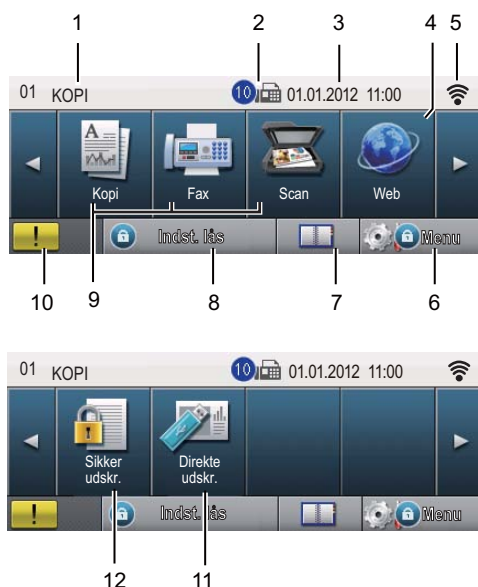 1 2 3 4 5
01 KOPI 10 01.01.2012 11:00
Kopi Fax Scan Web
! Indst. lås Menu
10 9 8 7 6
01 KOPI 10 01.01.2012 11:00
Sikker udskr. Direkte udskr.
! Indst. lås Menu
12 11